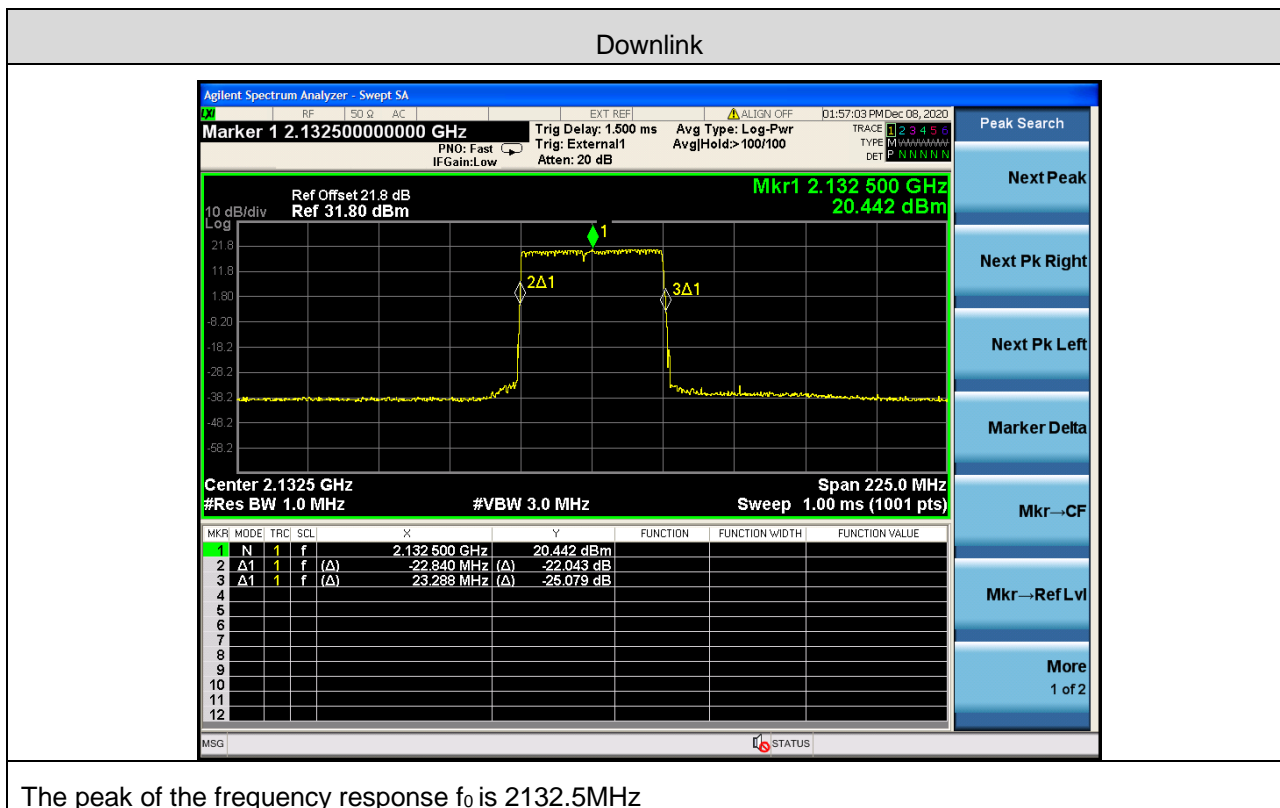 Downlink
Agilent Spectrum Analyzer - Swept SA
LXI RF 50 Ω AC EXT REF ALIGN OFF 01:57:03 PM Dec 08, 2020
Marker 1 2.132500000000 GHz
PNO: Fast
IFGain:Low
Trig Delay: 1.500 ms
Trig: External1
Atten: 20 dB
Avg Type: Log-Pwr
Avg|Hold:>100/100
TRACE 1 2 3 4 5 6
TYPE M WWWWW
DET P N N N N N
Peak Search
Next Peak
Next Pk Right
Next Pk Left
Marker Delta
Mkr→CF
Mkr→Ref Lvl
More
1 of 2
Mkr1 2.132 500 GHz
20.442 dBm
Ref Offset 21.8 dB
10 dB/div Ref 31.80 dBm
Log
21.8
11.8
1.80
-8.20
-18.2
-28.2
-38.2
-48.2
-58.2
1
2Δ1
3Δ1
Center 2.1325 GHz Span 225.0 MHz
#Res BW 1.0 MHz #VBW 3.0 MHz Sweep 1.00 ms (1001 pts)
MKR MODE TRC SCL X Y FUNCTION FUNCTION WIDTH FUNCTION VALUE
1 N 1 f 2.132 500 GHz 20.442 dBm
2 Δ1 1 f (Δ) -22.840 MHz (Δ) -22.043 dB
3 Δ1 1 f (Δ) 23.288 MHz (Δ) -25.079 dB
4
5
6
7
8
9
10
11
12
MSG STATUS
The peak of the frequency response f₀ is 2132.5MHz